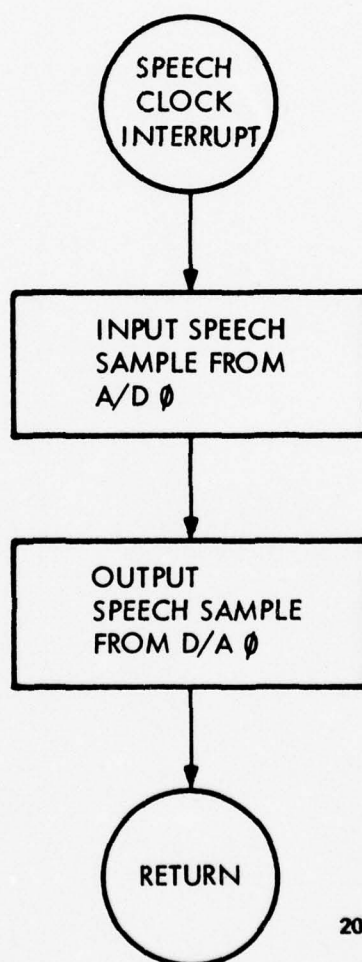 SPEECH
CLOCK
INTERRUPT
INPUT SPEECH
SAMPLE FROM
A/D Ø
OUTPUT
SPEECH SAMPLE
FROM D/A Ø
RETURN
20